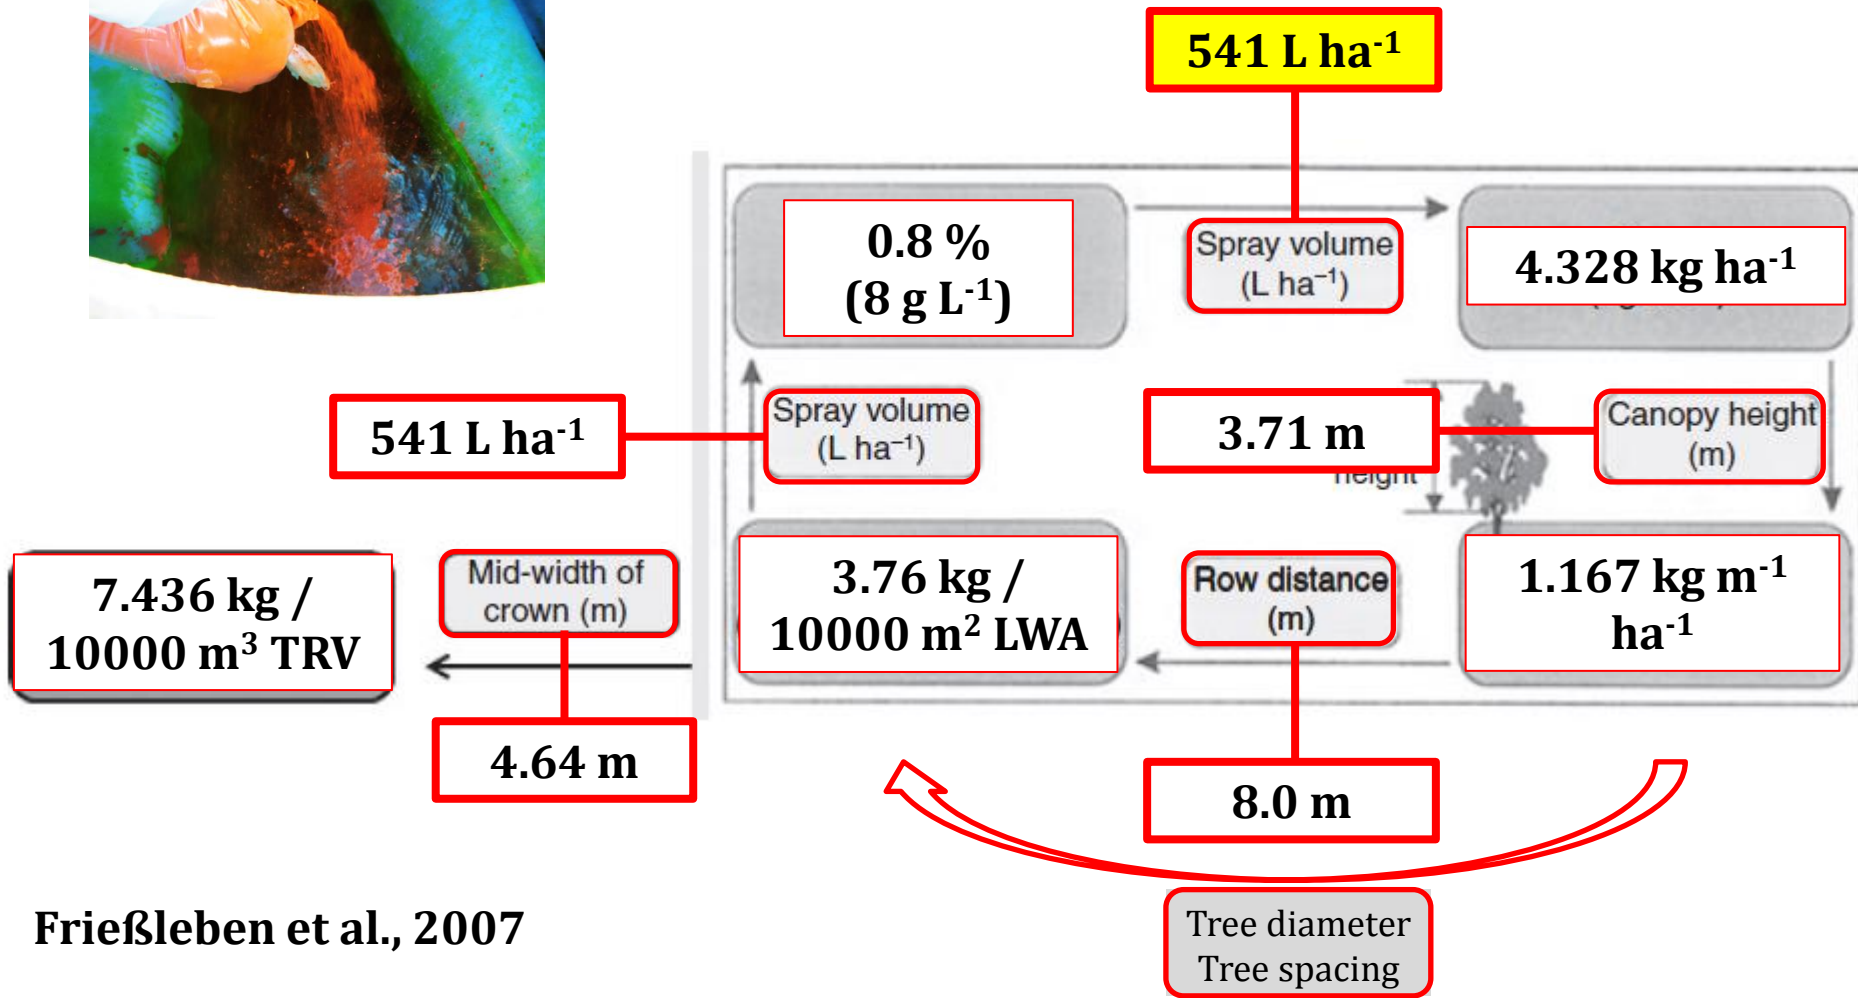 541 L ha⁻¹
0.8 %
(8 g L⁻¹)
Spray volume
(L ha⁻¹)
4.328 kg ha⁻¹
541 L ha⁻¹
Spray volume
(L ha⁻¹)
3.71 m
height
Canopy height
(m)
7.436 kg /
10000 m³ TRV
Mid-width of
crown (m)
3.76 kg /
10000 m² LWA
Row distance
(m)
1.167 kg m⁻¹
ha⁻¹
4.64 m
8.0 m
Frießleben et al., 2007
Tree diameter
Tree spacing